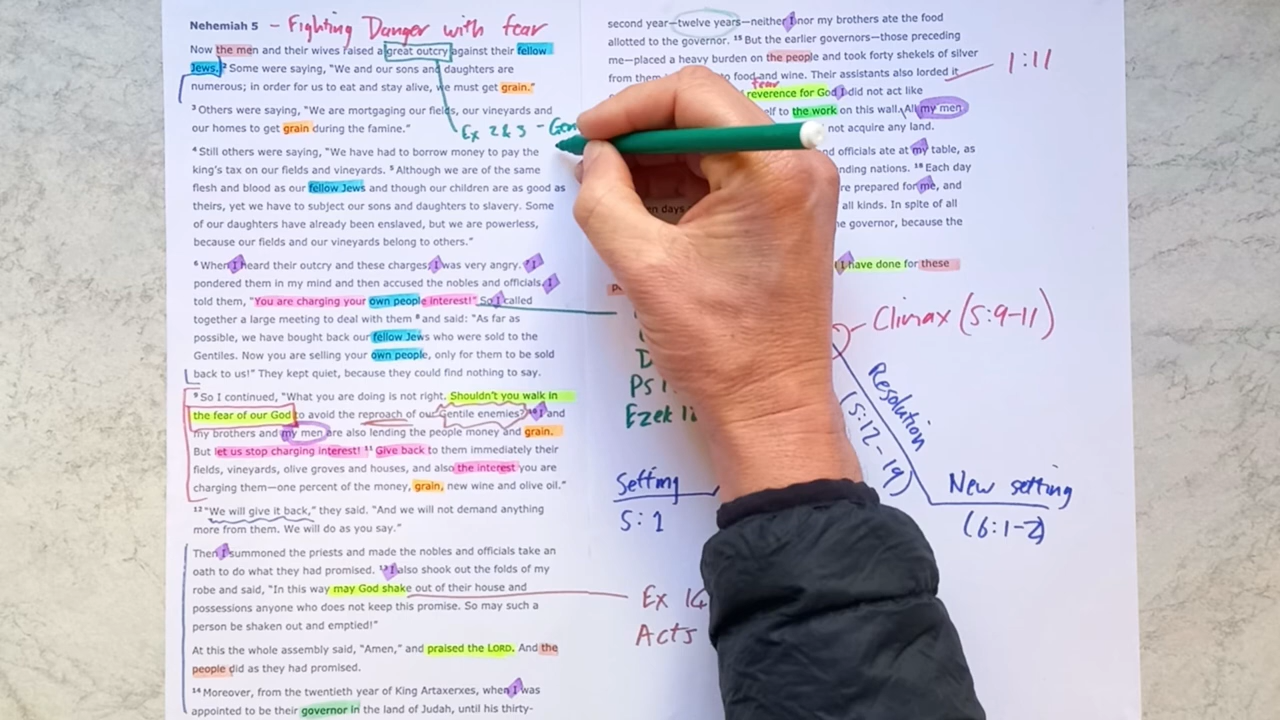 Nehemiah 5 - Fighting Danger with fear
Now the men and their wives raised a great outcry against their fellow
Jews. 2 Some were saying, "We and our sons and daughters are
numerous; in order for us to eat and stay alive, we must get grain."
3 Others were saying, "We are mortgaging our fields, our vineyards and
our homes to get grain during the famine."
Ex 2 & 3 - Gen
4 Still others were saying, "We have had to borrow money to pay the
king's tax on our fields and vineyards. 5 Although we are of the same
flesh and blood as our fellow Jews and though our children are as good as
theirs, yet we have to subject our sons and daughters to slavery. Some
of our daughters have already been enslaved, but we are powerless,
because our fields and our vineyards belong to others."
6 When I heard their outcry and these charges, I was very angry. 7 I
pondered them in my mind and then accused the nobles and officials. I
told them, "You are charging your own people interest!" So I called
together a large meeting to deal with them 8 and said: "As far as
possible, we have bought back our fellow Jews who were sold to the
Gentiles. Now you are selling your own people, only for them to be sold
back to us!" They kept quiet, because they could find nothing to say.
9 So I continued, "What you are doing is not right. Shouldn't you walk in
the fear of our God to avoid the reproach of our Gentile enemies? 10 I and
my brothers and my men are also lending the people money and grain.
But let us stop charging interest! 11 Give back to them immediately their
fields, vineyards, olive groves and houses, and also the interest you are
charging them—one percent of the money, grain, new wine and olive oil."
12 "We will give it back," they said. "And we will not demand anything
more from them. We will do as you say."
Then I summoned the priests and made the nobles and officials take an
oath to do what they had promised. 13 I also shook out the folds of my
robe and said, "In this way may God shake out of their house and
possessions anyone who does not keep this promise. So may such a
person be shaken out and emptied!"
At this the whole assembly said, "Amen," and praised the LORD. And the
people did as they had promised.
14 Moreover, from the twentieth year of King Artaxerxes, when I was
appointed to be their governor in the land of Judah, until his thirty-
second year—twelve years—neither I nor my brothers ate the food
allotted to the governor. 15 But the earlier governors—those preceding
me—placed a heavy burden on the people and took forty shekels of silver
from them to food and wine. Their assistants also lorded it
1:11
fear
reverence for God I did not act like
to the work on this wall. All my men
not acquire any land.
and officials ate at my table, as
nations. 18 Each day
prepared for me, and
all kinds. In spite of all
days
governor, because the
I have done for these
Climax (5:9-11)
Ps 1
Ezek 1
Resolution
(5:12-19)
Setting
5:1
New setting
(6:1-2)
Ex 14
Acts